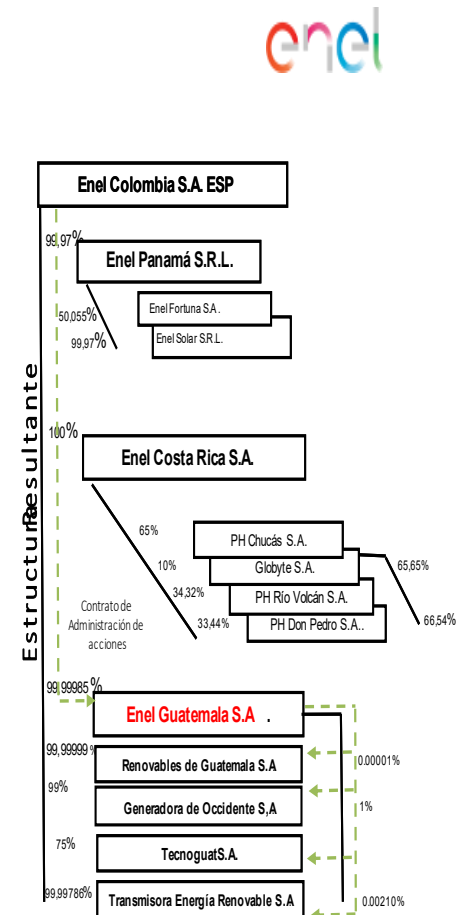 enel
Enel Colombia S.A. ESP
99,97%
Enel Panamá S.R.L.
50,055%
99,97%
Enel Fortuna S.A.
Enel Solar S.R.L.
Estructura Resultante
100%
Enel Costa Rica S.A.
65%
10%
34,32%
33,44%
PH Chucás S.A.
Globyte S.A.
PH Río Volcán S.A.
PH Don Pedro S.A..
65,65%
66,54%
Contrato de
Administración de
acciones
99,99985%
Enel Guatemala S.A .
99,99999%
Renovables de Guatemala S.A
0.00001%
99%
Generadora de Occidente S,A
1%
75%
TecnoguatS.A.
99,99786%
Transmisora Energía Renovable S.A
0.00210%